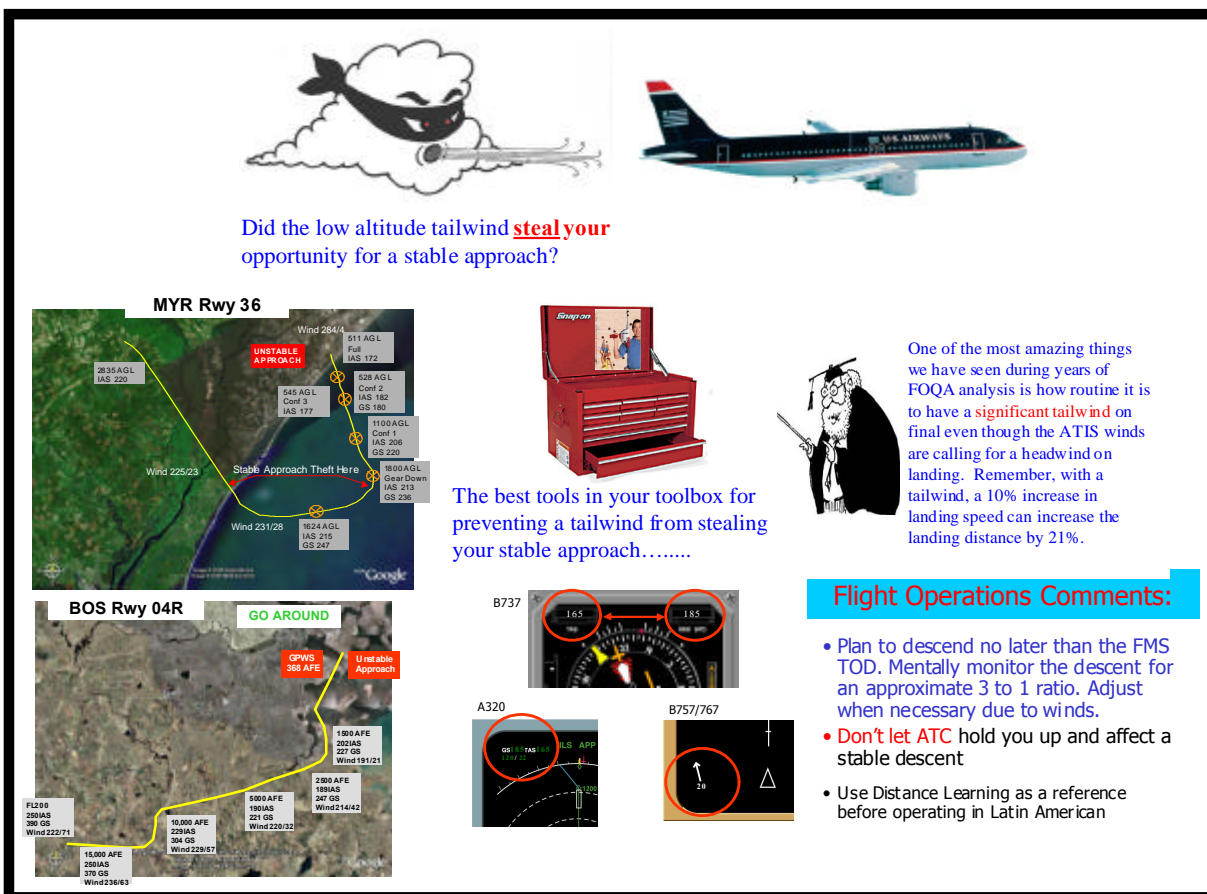 US AIRWAYS
Did the low altitude tailwind steal your
opportunity for a stable approach?
MYR Rwy 36
Wind 284/4
511 AGL
Full
IAS 172
UNSTABLE
APPROACH
2835 AGL
IAS 220
528 AGL
Conf 2
IAS 182
GS 180
545 AGL
Conf 3
IAS 177
1100 AGL
Conf 1
IAS 206
GS 220
Wind 225/23
Stable Approach Theft Here
1800 AGL
Gear Down
IAS 213
GS 236
Wind 231/28
1624 AGL
IAS 215
GS 247
Google
BOS Rwy 04R
GO AROUND
GPWS
368 AFE
Unstable
Approach
1500 AFE
202IAS
227 GS
Wind 191/21
2500 AFE
189IAS
247 GS
Wind 214/42
5000 AFE
190IAS
221 GS
Wind 220/32
10,000 AFE
229IAS
304 GS
Wind 229/57
FL200
250IAS
390 GS
Wind 222/71
15,000 AFE
250IAS
370 GS
Wind 236/63
Google
Snap-on
The best tools in your toolbox for
preventing a tailwind from stealing
your stable approach….....
B737
165
185
A320
GS185TAS165
120/22
ILS APP
1200
B757/767
20
One of the most amazing things
we have seen during years of
FOQA analysis is how routine it is
to have a significant tailwind on
final even though the ATIS winds
are calling for a headwind on
landing. Remember, with a
tailwind, a 10% increase in
landing speed can increase the
landing distance by 21%.
Flight Operations Comments:
• Plan to descend no later than the FMS
TOD. Mentally monitor the descent for
an approximate 3 to 1 ratio. Adjust
when necessary due to winds.
• Don't let ATC hold you up and affect a
stable descent
• Use Distance Learning as a reference
before operating in Latin American